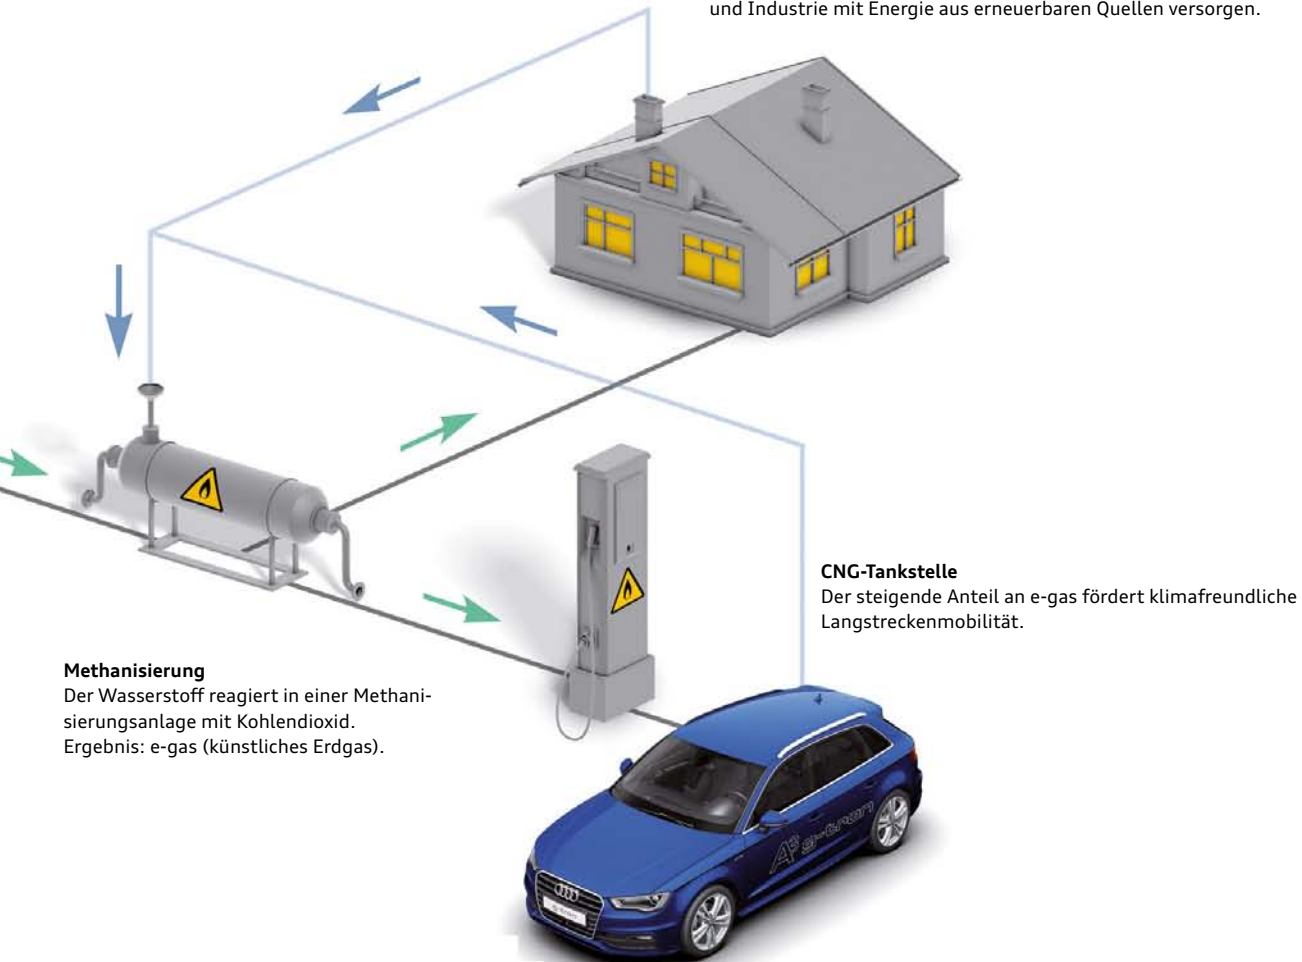 und Industrie mit Energie aus erneuerbaren Quellen versorgen.
CNG-Tankstelle
Der steigende Anteil an e-gas fördert klimafreundliche
Langstreckenmobilität.
Methanisierung
Der Wasserstoff reagiert in einer Methani-
sierungsanlage mit Kohlendioxid.
Ergebnis: e-gas (künstliches Erdgas).
A3 g-tron
g-tron